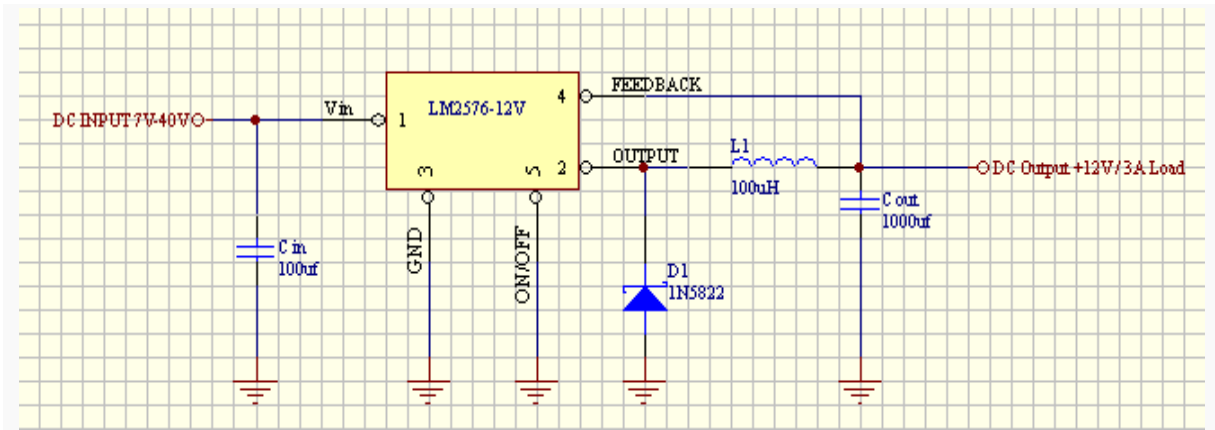 FEEDBACK
4
LM2576-12V
Vin
1
DC INPUT 7V-40V
OUTPUT
2
3
5
L1
100uH
DC Output +12V/3A Load
C out
1000uf
GND
ON/OFF
C in
100uf
D1
1N5822